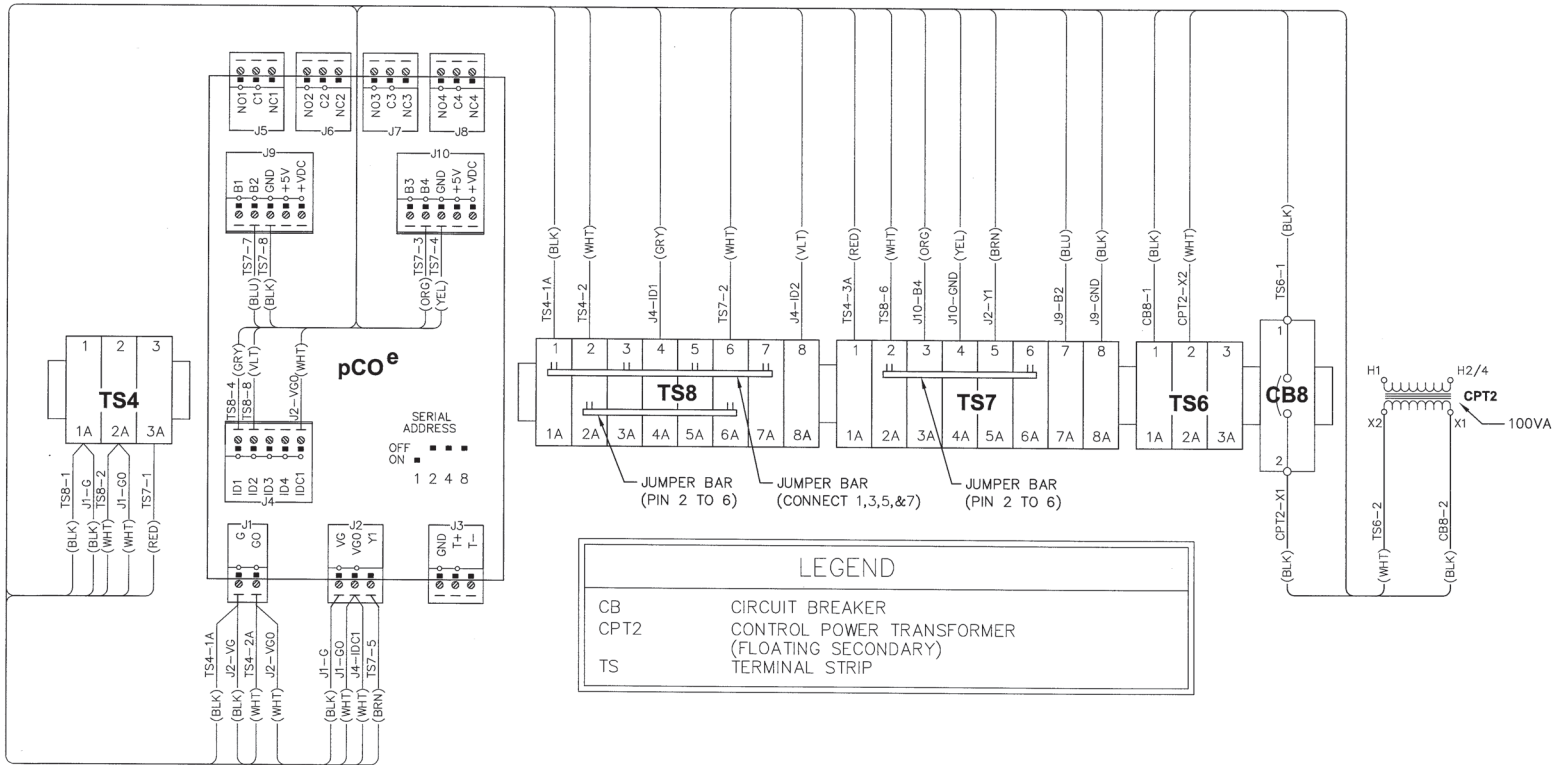 NO1 C1 NC1
J5
NO2 C2 NC2
J6
NO3 C3 NC3
J7
NO4 C4 NC4
J8
J9
B1 B2 GND +5V +VDC
J10
B3 B4 GND +5V +VDC
TS7-7 (BLU)
TS7-8 (BLK)
TS7-3 (ORG)
TS7-4 (YEL)
TS8-4 (GRY)
TS8-8 (VLT)
J2-VG0 (WHT)
pCOe
SERIAL
ADDRESS
OFF
ON
1 2 4 8
ID1 ID2 ID3 ID4 IDC1
J4
J1
G G0
J2
VG VG0 Y1
J3
GND T+ T-
TS4-1A (BLK)
J2-VG (BLK)
TS4-2A (WHT)
J2-VG0 (WHT)
J1-G (BLK)
J1-G0 (WHT)
J4-IDC1 (WHT)
TS7-5 (BRN)
1 2 3
TS4
1A 2A 3A
TS8-1 (BLK)
J1-G (BLK)
TS8-2 (WHT)
J1-G0 (WHT)
TS7-1 (RED)
TS4-1A (BLK)
TS4-2 (WHT)
J4-ID1 (GRY)
TS7-2 (WHT)
J4-ID2 (VLT)
TS4-3A (RED)
TS8-6 (WHT)
J10-B4 (ORG)
J10-GND (YEL)
J2-Y1 (BRN)
J9-B2 (BLU)
J9-GND (BLK)
CB8-1 (BLK)
CPT2-X2 (WHT)
TS6-1 (BLK)
1 2 3 4 5 6 7 8
TS8
1A 2A 3A 4A 5A 6A 7A 8A
1 2 3 4 5 6 7 8
TS7
1A 2A 3A 4A 5A 6A 7A 8A
1 2 3
TS6
1A 2A 3A
1
CB8
2
CPT2-X1 (BLK)
H1 H2/4
CPT2
X2 X1
100VA
TS6-2 (WHT)
CB8-2 (BLK)
JUMPER BAR
(PIN 2 TO 6)
JUMPER BAR
(CONNECT 1,3,5,&7)
JUMPER BAR
(PIN 2 TO 6)
LEGEND
CB CIRCUIT BREAKER
CPT2 CONTROL POWER TRANSFORMER
(FLOATING SECONDARY)
TS TERMINAL STRIP